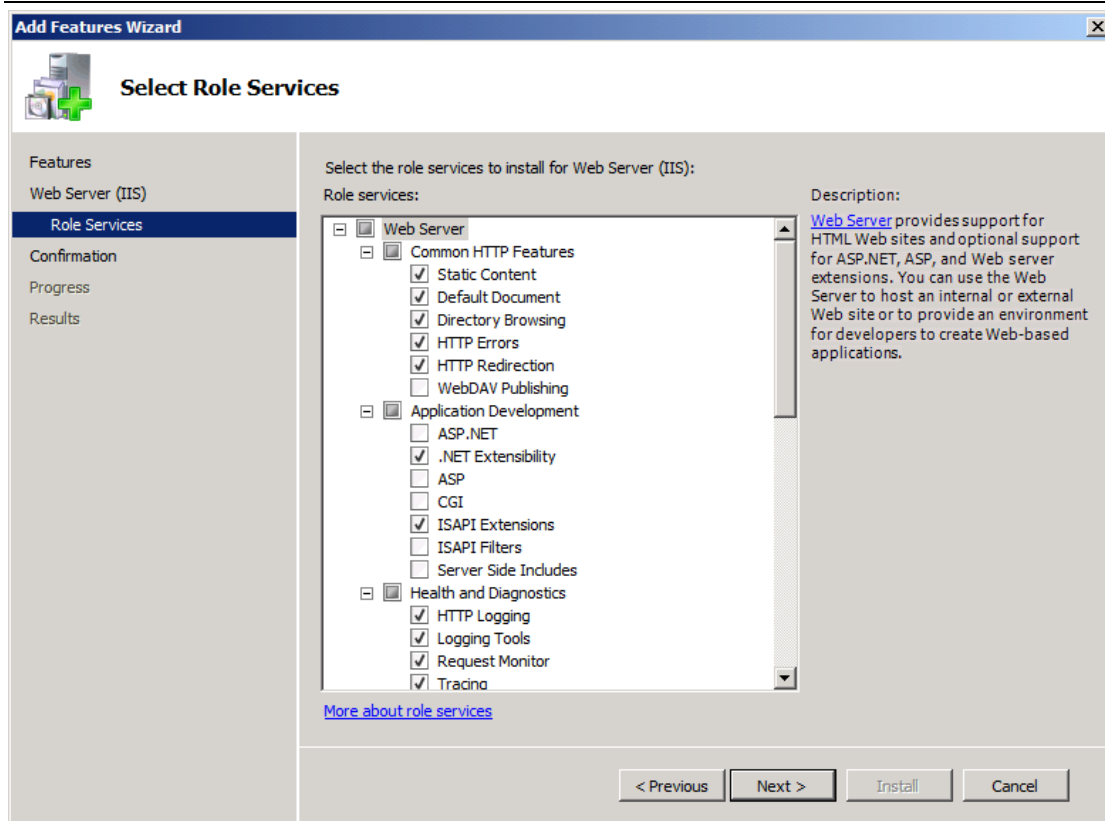 Add Features Wizard
Select Role Services
Features
Web Server (IIS)
Role Services
Confirmation
Progress
Results
Select the role services to install for Web Server (IIS):
Role services:
Web Server
Common HTTP Features
Static Content
Default Document
Directory Browsing
HTTP Errors
HTTP Redirection
WebDAV Publishing
Application Development
ASP.NET
.NET Extensibility
ASP
CGI
ISAPI Extensions
ISAPI Filters
Server Side Includes
Health and Diagnostics
HTTP Logging
Logging Tools
Request Monitor
Tracing
More about role services
Description:
Web Server provides support for
HTML Web sites and optional support
for ASP.NET, ASP, and Web server
extensions. You can use the Web
Server to host an internal or external
Web site or to provide an environment
for developers to create Web-based
applications.
< Previous
Next >
Install
Cancel